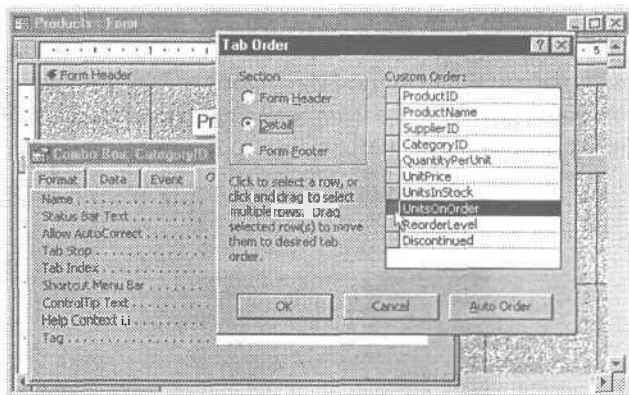 Products : Form
Form Header
Pr
Combo Box: CategoryID
Format Data Event O
Name
Status Bar Text
Allow AutoCorrect
Tab Stop
Tab Index
Shortcut Menu Bar
ControlTip Text
Help Context i,i
Tag
Tab Order
Section
Form Header
Detail
Form Footer
Click to select a row, or
click and drag to select
multiple rows. Drag
selected row(s) to move
them to desired tab
order.
Custom Order:
ProductID
ProductName
SupplierID
CategoryID
QuantityPerUnit
UnitPrice
UnitsInStock
UnitsOnOrder
ReorderLevel
Discontinued
OK Cancel Auto Order
1
5